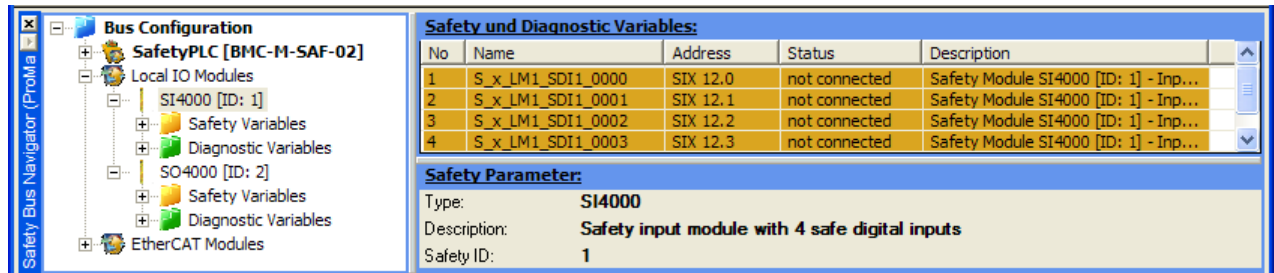 Safety Bus Navigator (ProMa
Bus Configuration
SafetyPLC [BMC-M-SAF-02]
Local IO Modules
SI4000 [ID: 1]
Safety Variables
Diagnostic Variables
SO4000 [ID: 2]
Safety Variables
Diagnostic Variables
EtherCAT Modules
Safety und Diagnostic Variables:
No Name Address Status Description
1 S_x_LM1_SDI1_0000 SIX 12.0 not connected Safety Module SI4000 [ID: 1] - Inp...
2 S_x_LM1_SDI1_0001 SIX 12.1 not connected Safety Module SI4000 [ID: 1] - Inp...
3 S_x_LM1_SDI1_0002 SIX 12.2 not connected Safety Module SI4000 [ID: 1] - Inp...
4 S_x_LM1_SDI1_0003 SIX 12.3 not connected Safety Module SI4000 [ID: 1] - Inp...
Safety Parameter:
Type: SI4000
Description: Safety input module with 4 safe digital inputs
Safety ID: 1